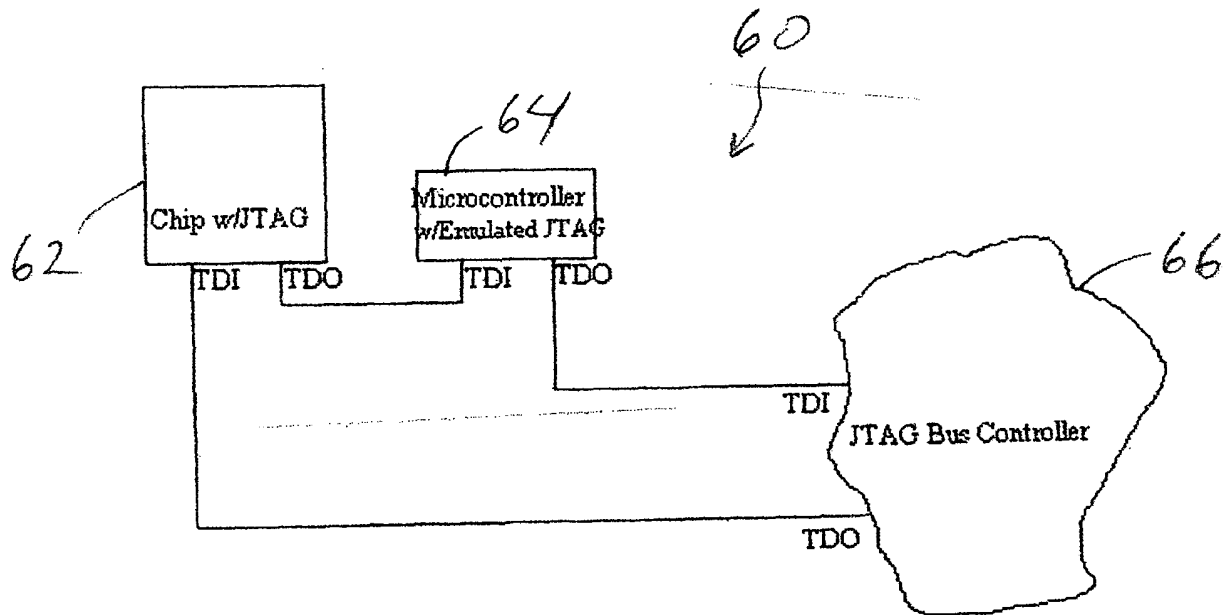 60
64
Microcontroller
w/Emulated JTAG
Chip w/JTAG
62
TDI
TDO
TDI
TDO
66
TDI
JTAG Bus Controller
TDO